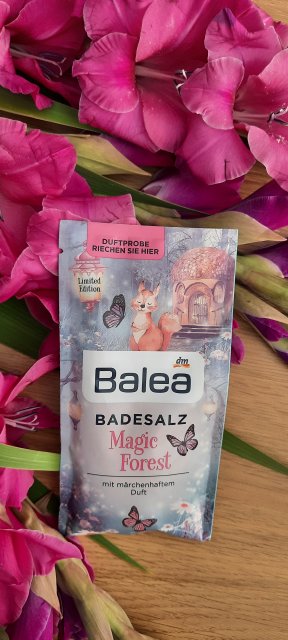 DUFTPROBE
RIECHEN SIE HIER
Limited
Edition
dm
Balea
BADESALZ
Magic
Forest
mit märchenhaftem
Duft